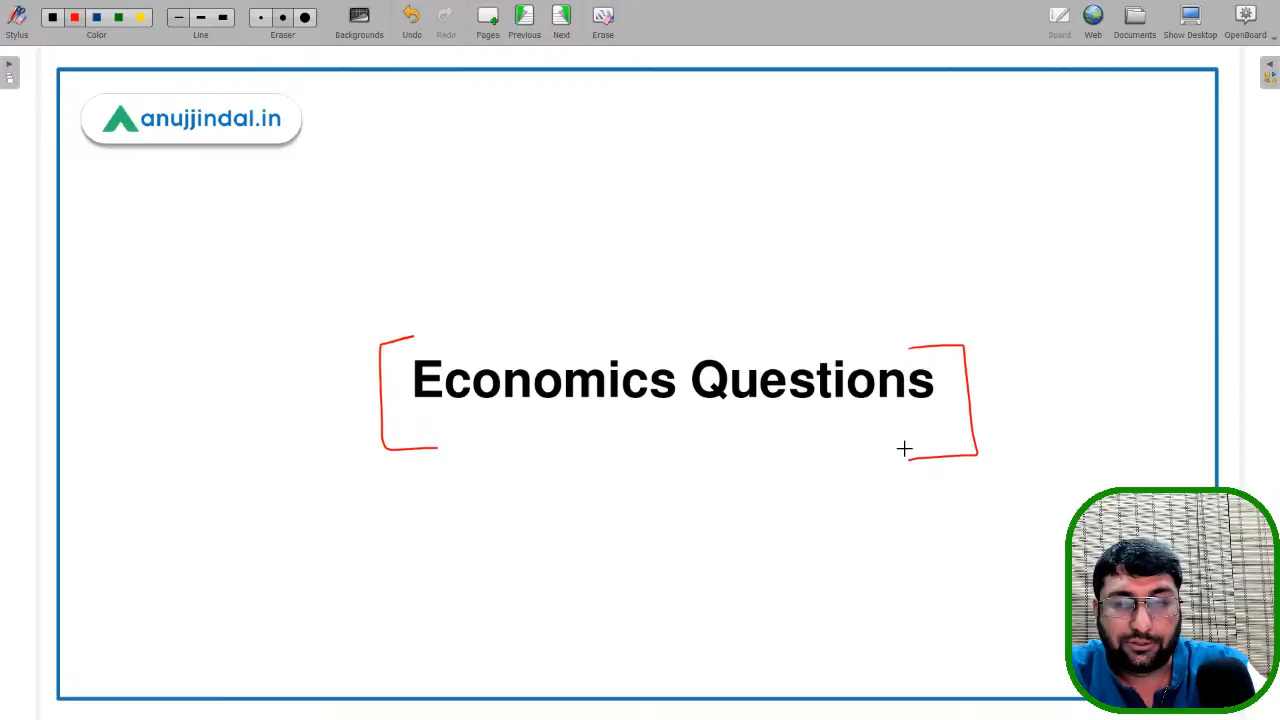 Stylus
Color
Line
Eraser
Backgrounds
Undo
Redo
Pages
Previous
Next
Erase
Board
Web
Documents
Show Desktop
OpenBoard
anujjindal.in
Economics Questions